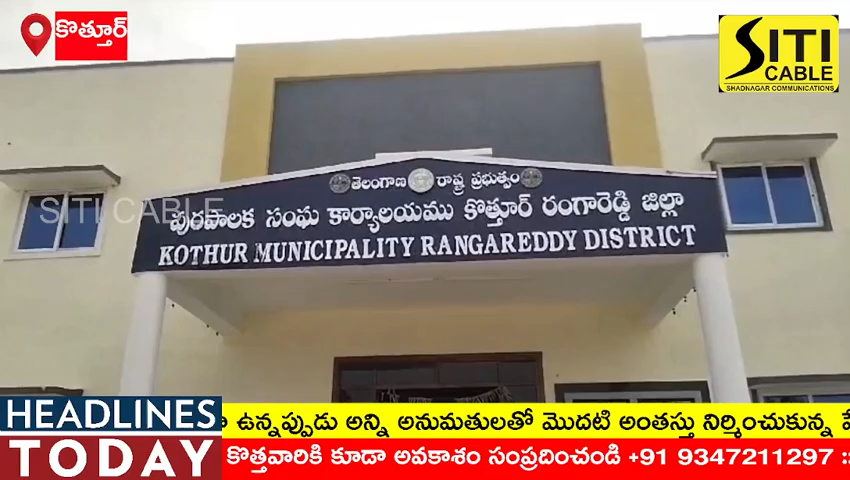 కొత్తూర్
SITI
CABLE
SHADNAGAR COMMUNICATIONS
తెలంగాణ రాష్ట్ర ప్రభుత్వం
SITI CABLE
పురపాలక సంఘ కార్యాలయము కొత్తూర్ రంగారెడ్డి జిల్లా
KOTHUR MUNICIPALITY RANGAREDDY DISTRICT
HEADLINES
TODAY
ఉన్నప్పుడు అన్ని అనుమతులతో మొదటి అంతస్తు నిర్మించుకున్న
కొత్తవారికి కూడా అవకాశం సంప్రదించండి +91 9347211297